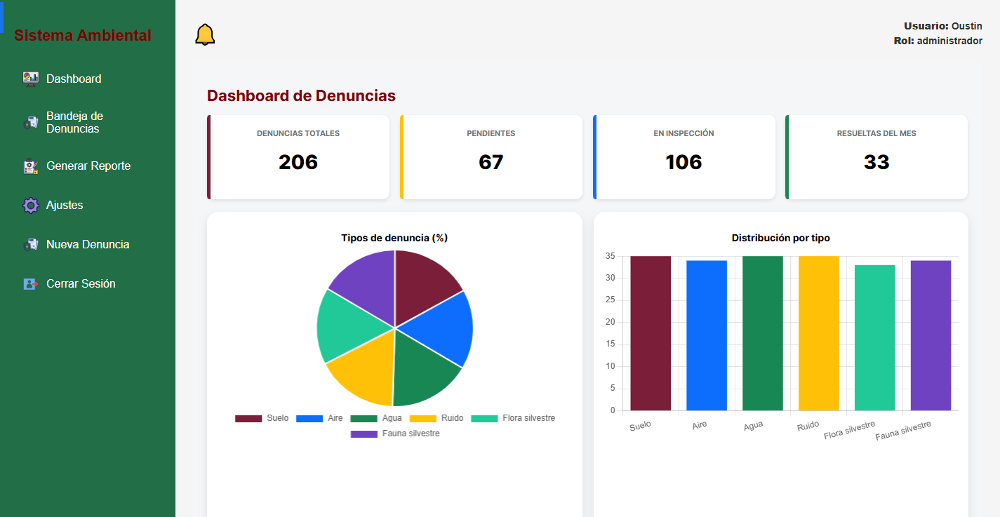 Sistema Ambiental
Dashboard
Bandeja de
Denuncias
Generar Reporte
Ajustes
Nueva Denuncia
Cerrar Sesión
Usuario: Oustin
Rol: administrador
Dashboard de Denuncias
DENUNCIAS TOTALES
206
PENDIENTES
67
EN INSPECCIÓN
106
RESUELTAS DEL MES
33
Tipos de denuncia (%)
Suelo Aire Agua Ruido Flora silvestre
Fauna silvestre
Distribución por tipo
35
30
25
20
15
10
5
0
Suelo Aire Agua Ruido Flora silvestre Fauna silvestre